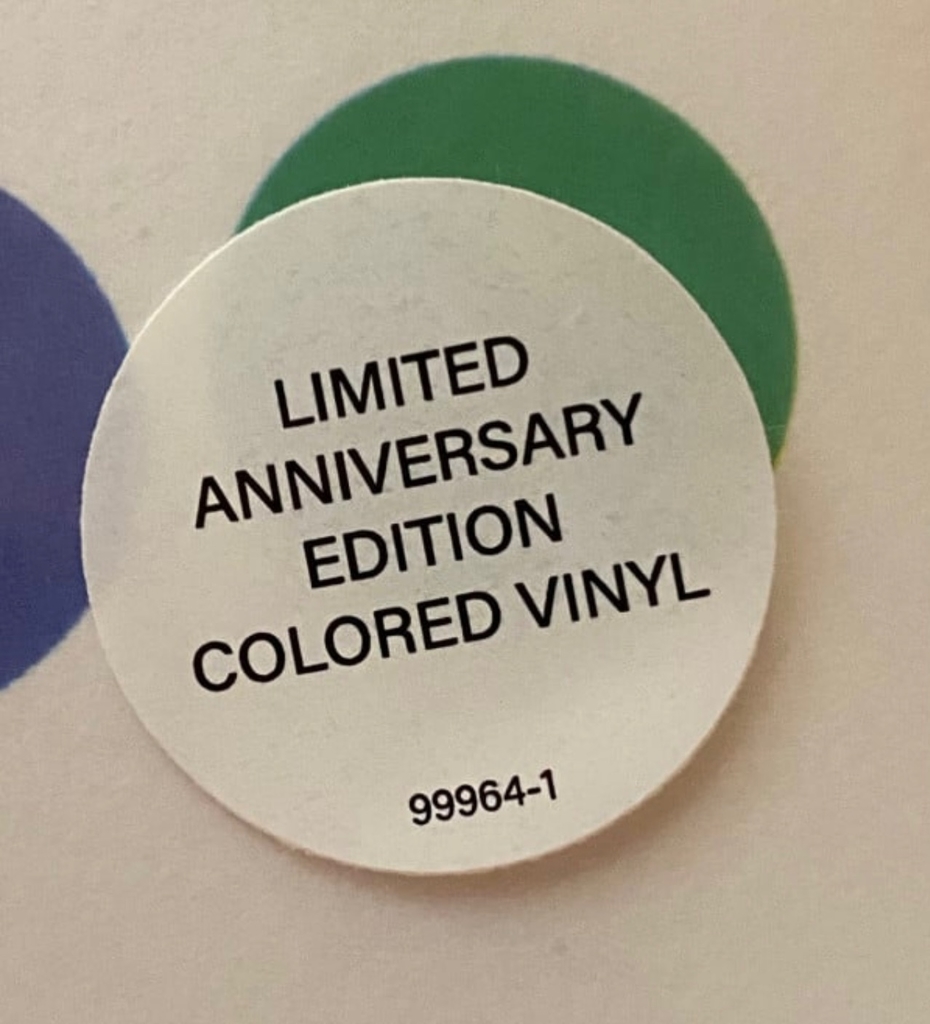 LIMITED
ANNIVERSARY
EDITION
COLORED VINYL
99964-1